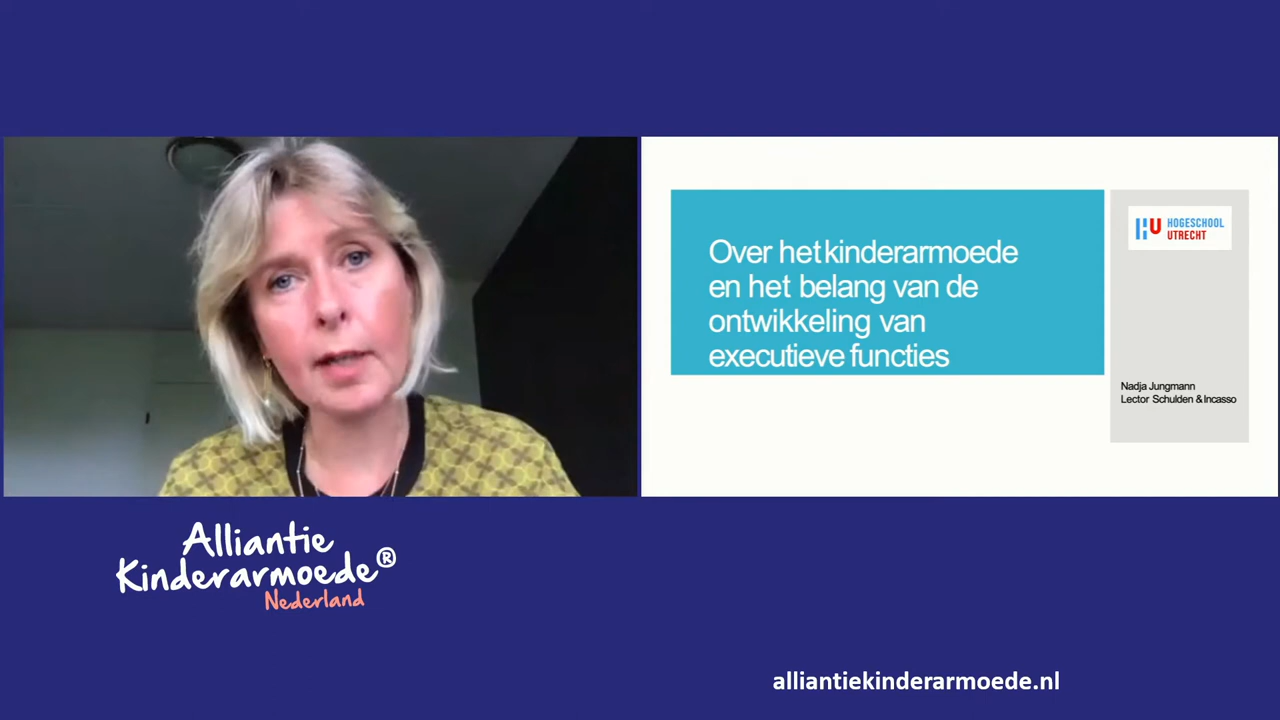 Over het kinderarmoede
en het belang van de
ontwikkeling van
executieve functies
HU HOGESCHOOL
UTRECHT
Nadja Jungmann
Lector Schulden & Incasso
Alliantie
Kinderarmoede®
Nederland
alliantiekinderarmoede.nl